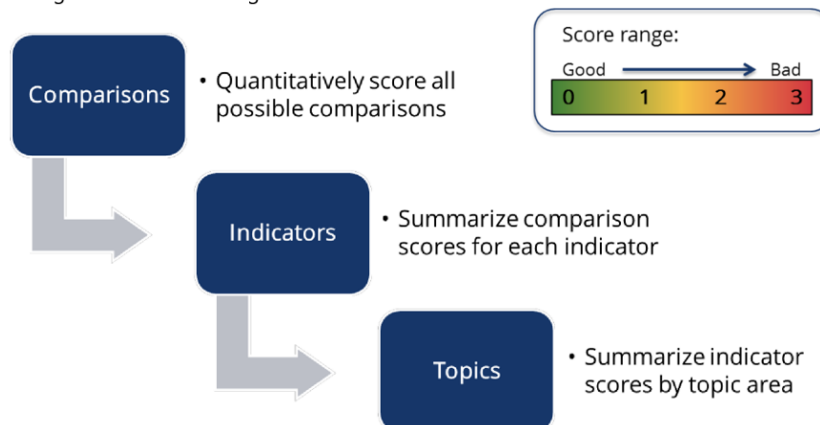 Score range:
Good Bad
0 1 2 3
Comparisons
• Quantitatively score all
possible comparisons
Indicators
• Summarize comparison
scores for each indicator
Topics
• Summarize indicator
scores by topic area